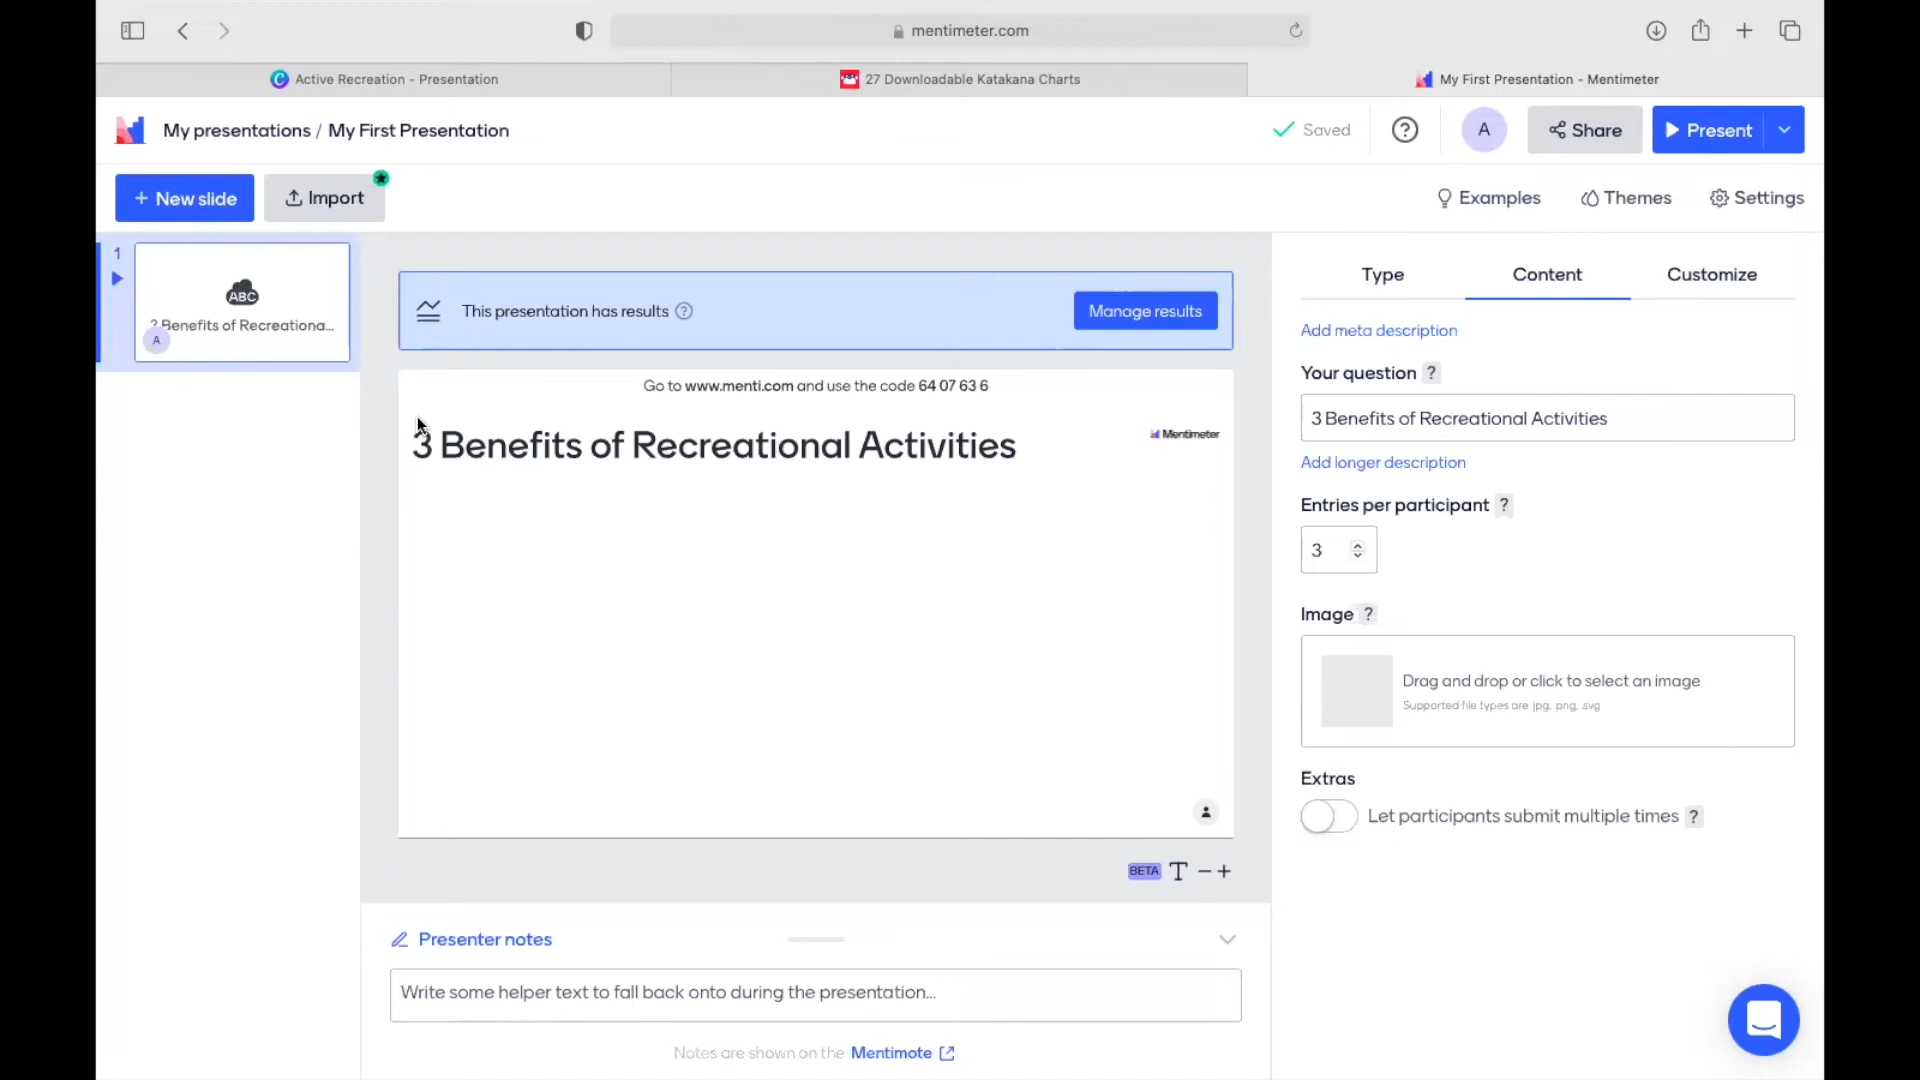 mentimeter.com
Active Recreation - Presentation
27 Downloadable Katakana Charts
My First Presentation - Mentimeter
My presentations / My First Presentation
Saved
?
A
Share
Present
+ New slide
Import
Examples
Themes
Settings
1
ABC
3 Benefits of Recreationa...
A
This presentation has results ?
Manage results
Go to www.menti.com and use the code 64 07 63 6
3 Benefits of Recreational Activities
Mentimeter
BETA T − +
Presenter notes
Write some helper text to fall back onto during the presentation...
Notes are shown on the Mentimote
Type
Content
Customize
Add meta description
Your question ?
3 Benefits of Recreational Activities
Add longer description
Entries per participant ?
3
Image ?
Drag and drop or click to select an image
Supported file types are jpg, png, svg
Extras
Let participants submit multiple times ?